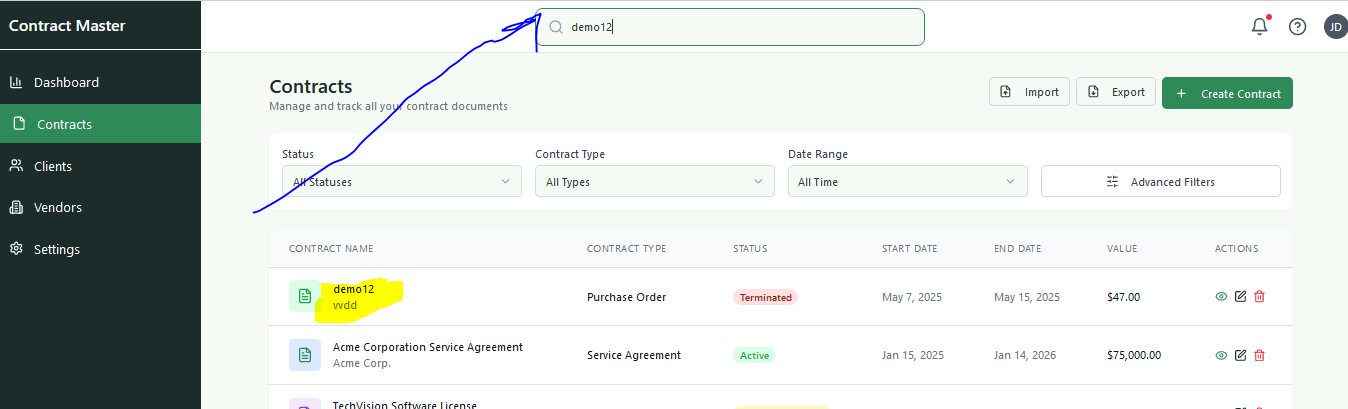 Contract Master
demo12
JD
Dashboard
Contracts
Clients
Vendors
Settings
Contracts
Manage and track all your contract documents
Import
Export
+ Create Contract
Status
Contract Type
Date Range
All Statuses
All Types
All Time
Advanced Filters
CONTRACT NAME CONTRACT TYPE STATUS START DATE END DATE VALUE ACTIONS
demo12
vvdd
Purchase Order Terminated May 7, 2025 May 15, 2025 $47.00
Acme Corporation Service Agreement
Acme Corp.
Service Agreement Active Jan 15, 2025 Jan 14, 2026 $75,000.00
TechVision Software License